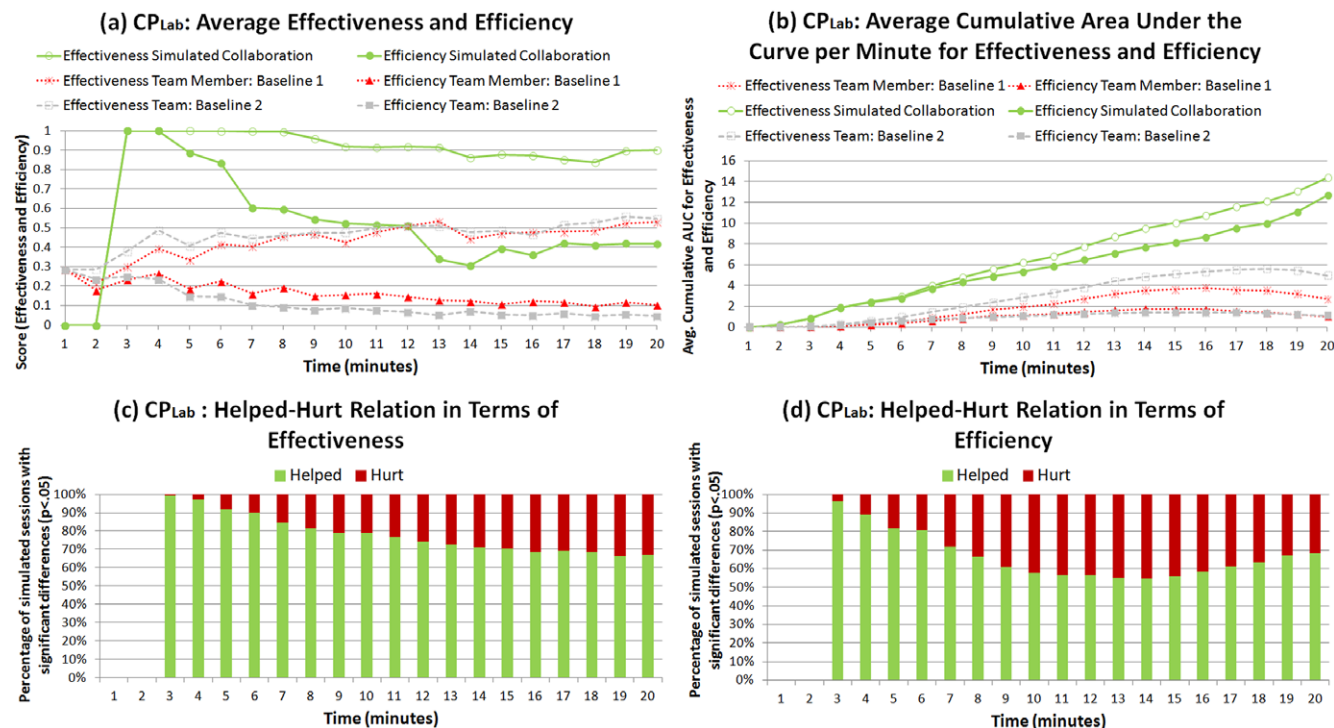 (a) CPLab: Average Effectiveness and Efficiency
Effectiveness Simulated Collaboration
Efficiency Simulated Collaboration
Effectiveness Team Member: Baseline 1
Efficiency Team Member: Baseline 1
Effectiveness Team: Baseline 2
Efficiency Team: Baseline 2
Score (Effectiveness and Efficiency)
1
0.9
0.8
0.7
0.6
0.5
0.4
0.3
0.2
0.1
0
1 2 3 4 5 6 7 8 9 10 11 12 13 14 15 16 17 18 19 20
Time (minutes)
(b) CPLab: Average Cumulative Area Under the
Curve per Minute for Effectiveness and Efficiency
Effectiveness Team Member: Baseline 1
Efficiency Team Member: Baseline 1
Effectiveness Simulated Collaboration
Efficiency Simulated Collaboration
Effectiveness Team: Baseline 2
Efficiency Team: Baseline 2
Avg. Cumulative AUC for Effectiveness
and Efficiency
16
14
12
10
8
6
4
2
0
1 2 3 4 5 6 7 8 9 10 11 12 13 14 15 16 17 18 19 20
Time (minutes)
(c) CPLab : Helped-Hurt Relation in Terms of
Effectiveness
Helped Hurt
Percentage of simulated sessions with
significant differences (p<.05)
100%
90%
80%
70%
60%
50%
40%
30%
20%
10%
0%
1 2 3 4 5 6 7 8 9 10 11 12 13 14 15 16 17 18 19 20
Time (minutes)
(d) CPLab: Helped-Hurt Relation in Terms of
Efficiency
Helped Hurt
Percentage of simulated sessions with
significant differences (p<.05)
100%
90%
80%
70%
60%
50%
40%
30%
20%
10%
0%
1 2 3 4 5 6 7 8 9 10 11 12 13 14 15 16 17 18 19 20
Time (minutes)